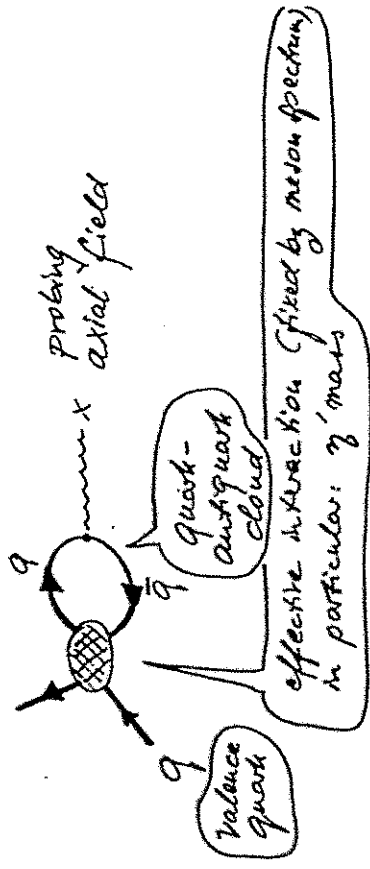 q
probing
axial field
x
q̄
quark-
antiquark
cloud
q
valence
quark
effective interaction (fixed by meson spectrum,
in particular: η' mass